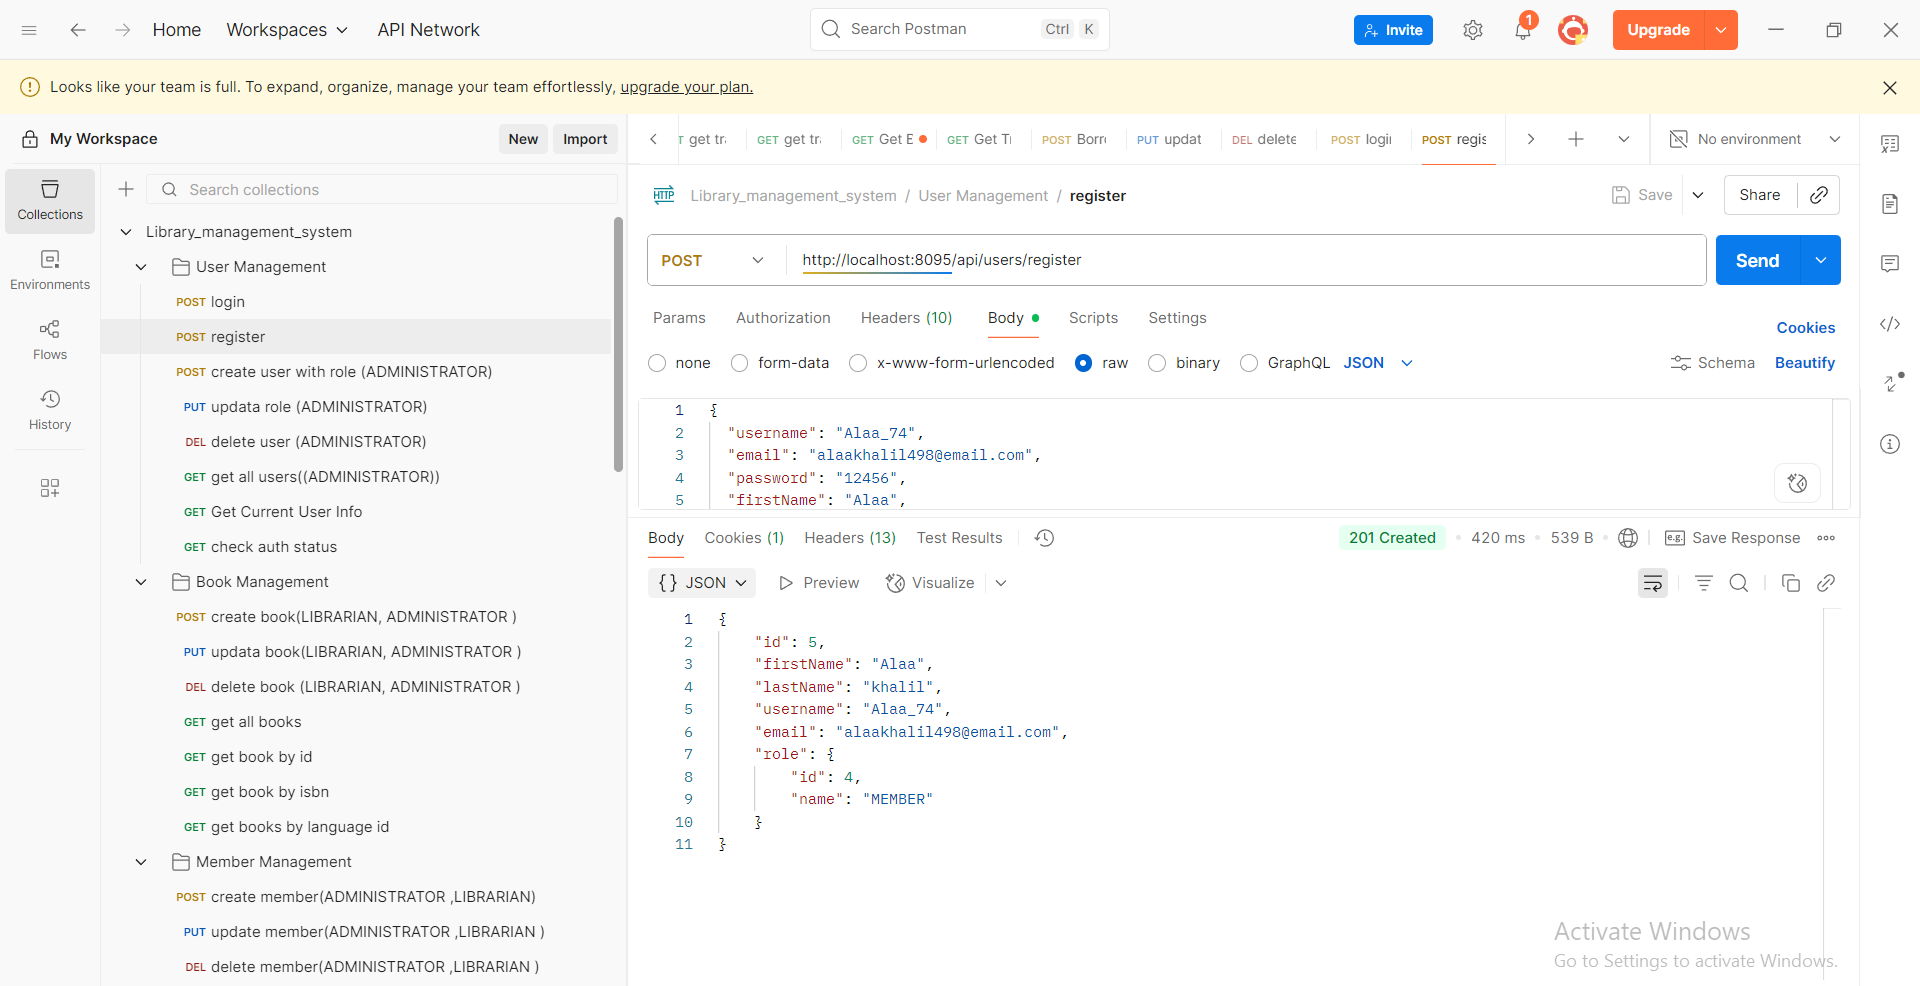 Home Workspaces API Network Search Postman Ctrl K Invite 1 Upgrade
Looks like your team is full. To expand, organize, manage your team effortlessly, upgrade your plan.
My Workspace New Import
get tra GET get tra GET Get E GET Get Ti POST Borro PUT updat DEL delete POST login POST regis No environment
Collections
Environments
Flows
History
Search collections
Library_management_system
User Management
POST login
POST register
POST create user with role (ADMINISTRATOR)
PUT updata role (ADMINISTRATOR)
DEL delete user (ADMINISTRATOR)
GET get all users((ADMINISTRATOR))
GET Get Current User Info
GET check auth status
Book Management
POST create book(LIBRARIAN, ADMINISTRATOR )
PUT updata book(LIBRARIAN, ADMINISTRATOR )
DEL delete book (LIBRARIAN, ADMINISTRATOR )
GET get all books
GET get book by id
GET get book by isbn
GET get books by language id
Member Management
POST create member(ADMINISTRATOR ,LIBRARIAN)
PUT update member(ADMINISTRATOR ,LIBRARIAN )
DEL delete member(ADMINISTRATOR ,LIBRARIAN )
HTTP Library_management_system / User Management / register Save Share
POST http://localhost:8095/api/users/register Send
Params Authorization Headers (10) Body Scripts Settings Cookies
none form-data x-www-form-urlencoded raw binary GraphQL JSON Schema Beautify
1 {
2 "username": "Alaa_74",
3 "email": "alaakhalil498@email.com",
4 "password": "12456",
5 "firstName": "Alaa",
Body Cookies (1) Headers (13) Test Results 201 Created 420 ms 539 B e.g. Save Response
{} JSON Preview Visualize
1 {
2 "id": 5,
3 "firstName": "Alaa",
4 "lastName": "khalil",
5 "username": "Alaa_74",
6 "email": "alaakhalil498@email.com",
7 "role": {
8 "id": 4,
9 "name": "MEMBER"
10 }
11 }
Activate Windows
Go to Settings to activate Windows.